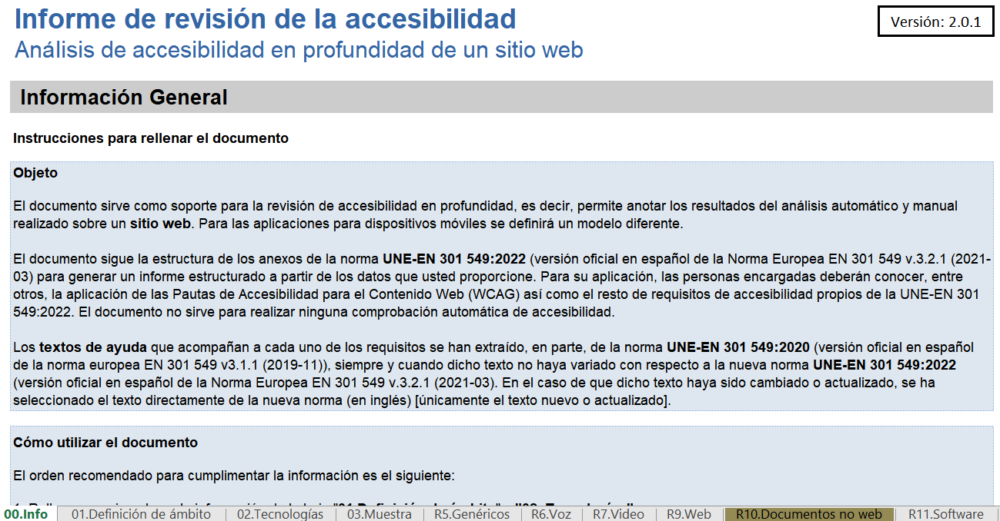 Informe de revisión de la accesibilidad
Versión: 2.0.1
Análisis de accesibilidad en profundidad de un sitio web
Información General
Instrucciones para rellenar el documento
Objeto
El documento sirve como soporte para la revisión de accesibilidad en profundidad, es decir, permite anotar los resultados del análisis automático y manual
realizado sobre un sitio web. Para las aplicaciones para dispositivos móviles se definirá un modelo diferente.
El documento sigue la estructura de los anexos de la norma UNE-EN 301 549:2022 (versión oficial en español de la Norma Europea EN 301 549 v.3.2.1 (2021-
03) para generar un informe estructurado a partir de los datos que usted proporcione. Para su aplicación, las personas encargadas deberán conocer, entre
otros, la aplicación de las Pautas de Accesibilidad para el Contenido Web (WCAG) así como el resto de requisitos de accesibilidad propios de la UNE-EN 301
549:2022. El documento no sirve para realizar ninguna comprobación automática de accesibilidad.
Los textos de ayuda que acompañan a cada uno de los requisitos se han extraído, en parte, de la norma UNE-EN 301 549:2020 (versión oficial en español
de la norma europea EN 301 549 v3.1.1 (2019-11)), siempre y cuando dicho texto no haya variado con respecto a la nueva norma UNE-EN 301 549:2022
(versión oficial en español de la Norma Europea EN 301 549 v.3.2.1 (2021-03). En el caso de que dicho texto haya sido cambiado o actualizado, se ha
seleccionado el texto directamente de la nueva norma (en inglés) [únicamente el texto nuevo o actualizado].
Cómo utilizar el documento
El orden recomendado para cumplimentar la información es el siguiente:
00.Info 01.Definición de ámbito 02.Tecnologías 03.Muestra R5.Genéricos R6.Voz R7.Video R9.Web R10.Documentos no web R11.Software